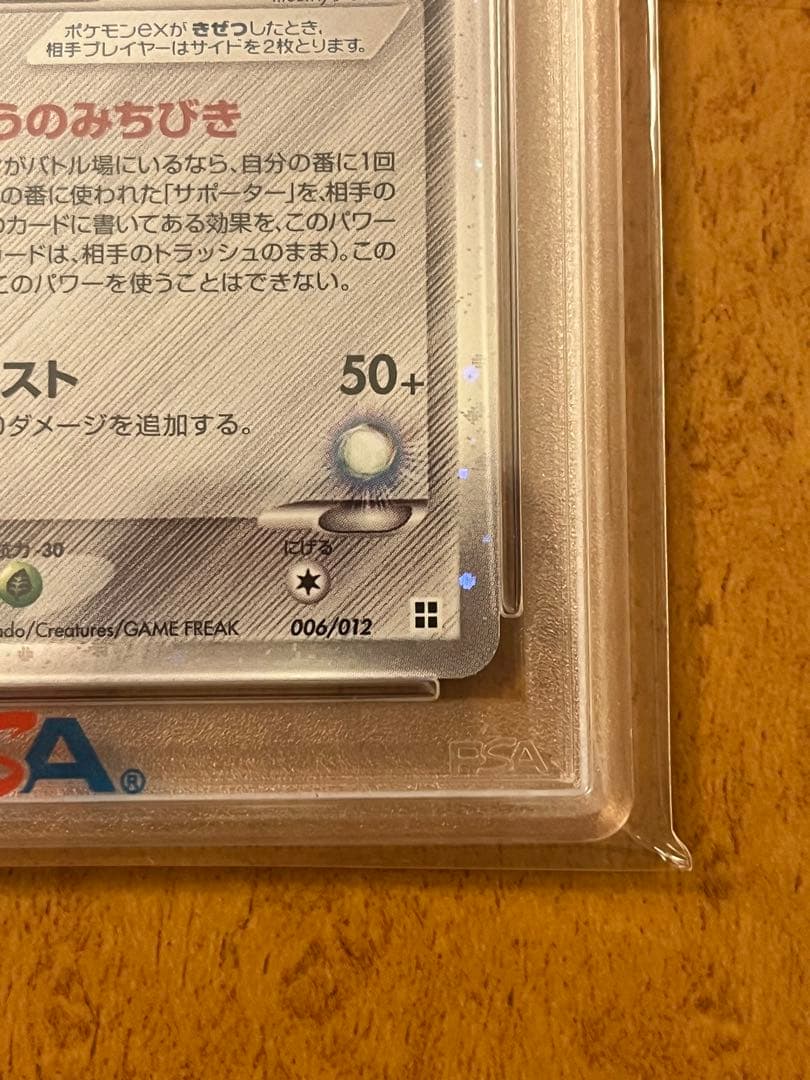 ポケモンexが きぜつしたとき、
相手プレイヤーはサイドを2枚とります。
うのみちびき
がバトル場にいるなら、自分の番に1回
の番に使われた「サポーター」を、相手の
カードに書いてある効果を、このパワー
ードは、相手のトラッシュのまま)。この
このパワーを使うことはできない。
スト 50+
0ダメージを追加する。
抗力 -30 にげる
ndo/Creatures/GAME FREAK 006/012
PSA®
PSA